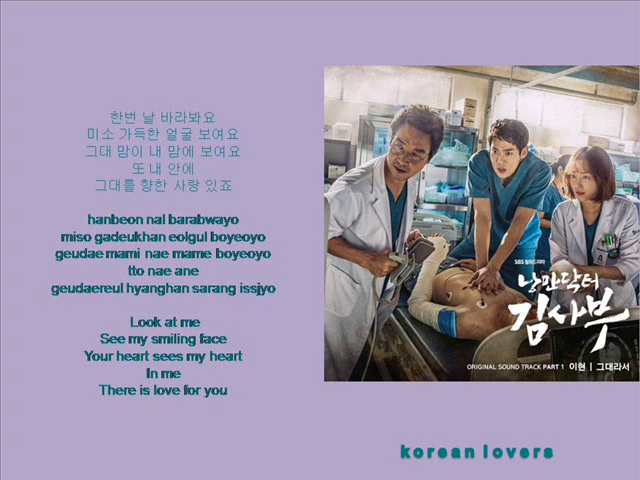 한번 날 바라봐요
미소 가득한 얼굴 보여요
그대 맘이 내 맘에 보여요
또 내 안에
그대를 향한 사랑 있죠
hanbeon nal barabwayo
miso gadeukhan eolgul boyeoyo
geudae mami nae mame boyeoyo
tto nae ane
geudaereul hyanghan sarang issjyo
Look at me
See my smiling face
Your heart sees my heart
In me
There is love for you
SBS 월화드라마
낭만닥터
김사부
ORIGINAL SOUND TRACK PART 1 이현 | 그대라서
korean lovers